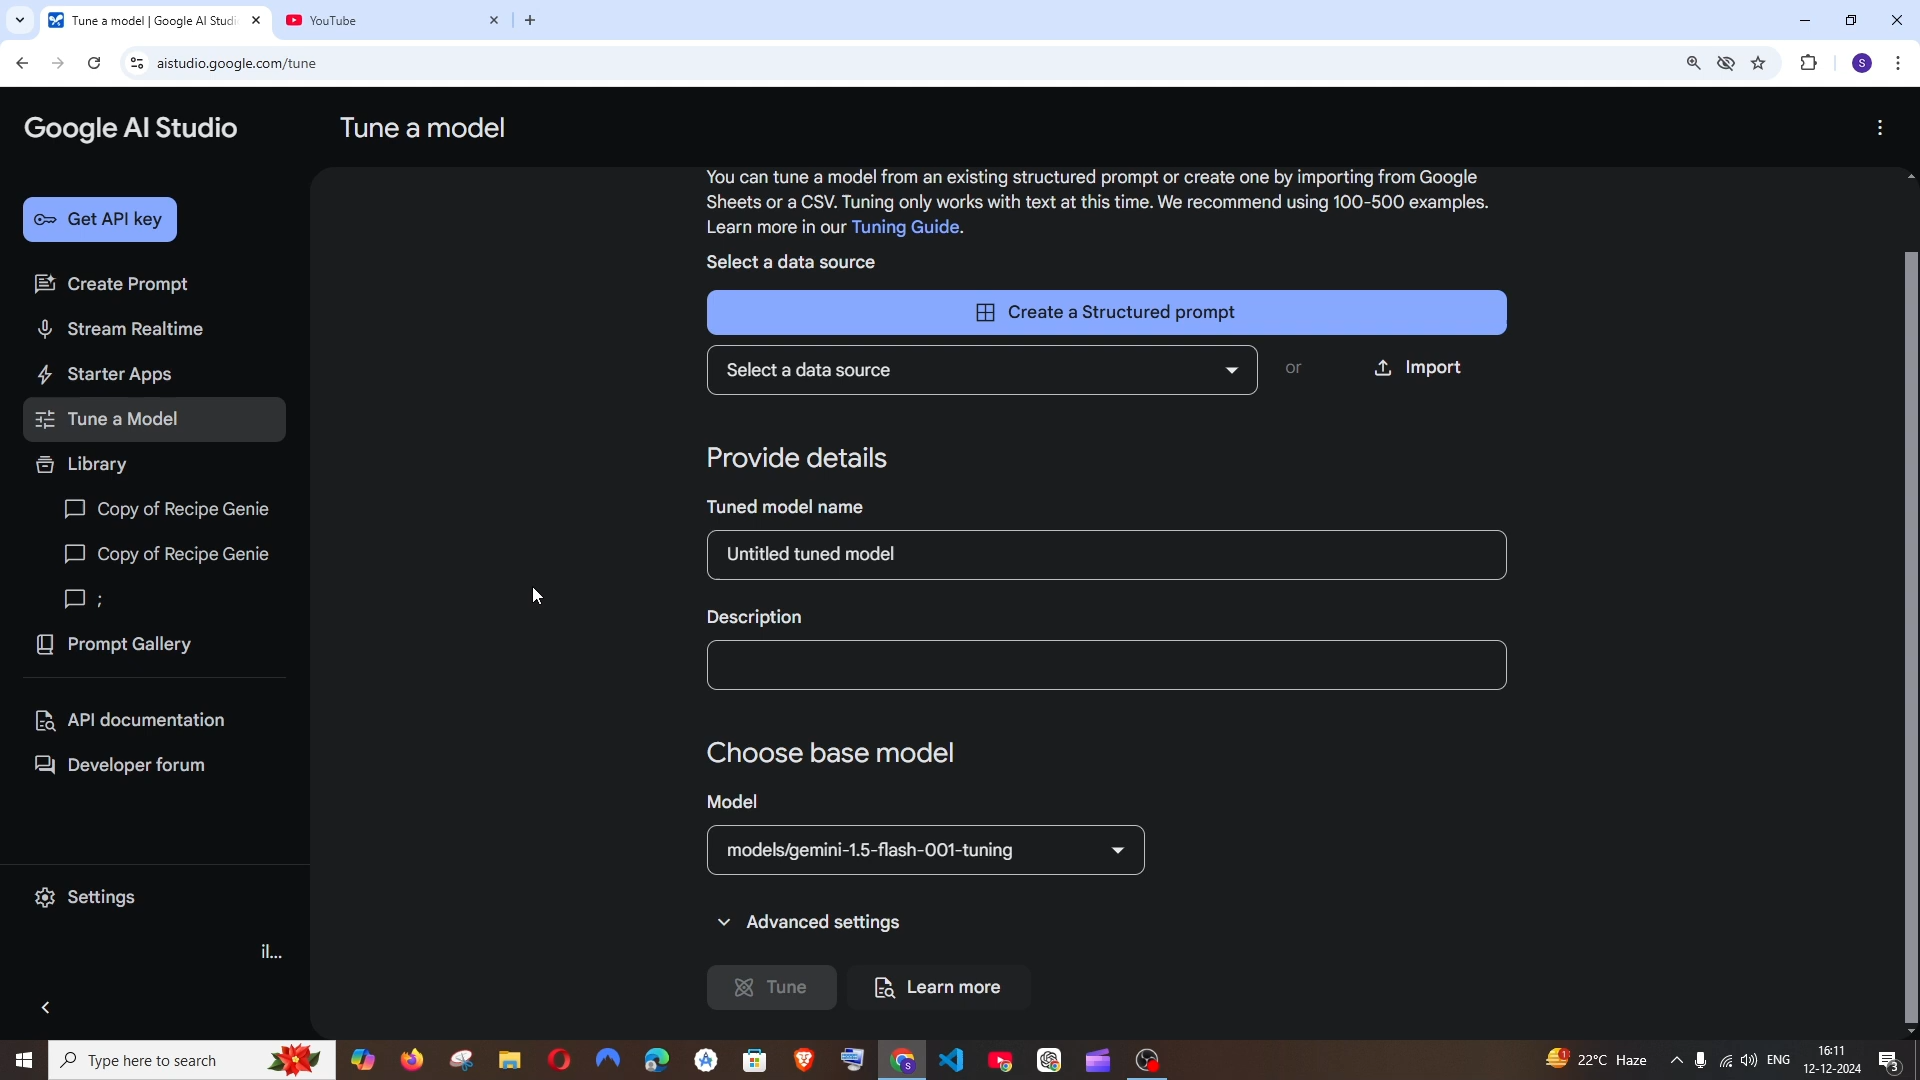 Tune a model | Google AI Studi
YouTube
aistudio.google.com/tune
S
Google AI Studio
Tune a model
Get API key
Create Prompt
Stream Realtime
Starter Apps
Tune a Model
Library
Copy of Recipe Genie
Copy of Recipe Genie
;
Prompt Gallery
API documentation
Developer forum
Settings
il...
You can tune a model from an existing structured prompt or create one by importing from Google
Sheets or a CSV. Tuning only works with text at this time. We recommend using 100-500 examples.
Learn more in our Tuning Guide.
Select a data source
Create a Structured prompt
Select a data source
or
Import
Provide details
Tuned model name
Untitled tuned model
Description
Choose base model
Model
models/gemini-1.5-flash-001-tuning
Advanced settings
Tune
Learn more
Type here to search
1
22°C Haze
ENG
16:11
12-12-2024
3